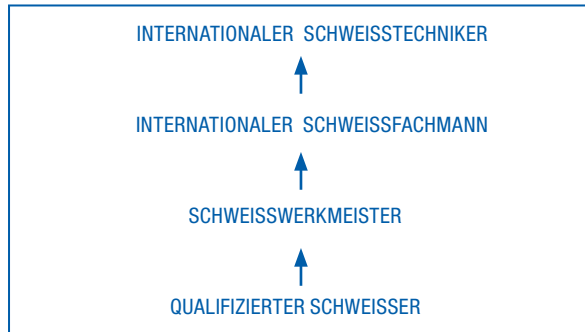 INTERNATIONALER SCHWEISSTECHNIKER
INTERNATIONALER SCHWEISSFACHMANN
SCHWEISSWERKMEISTER
QUALIFIZIERTER SCHWEISSER